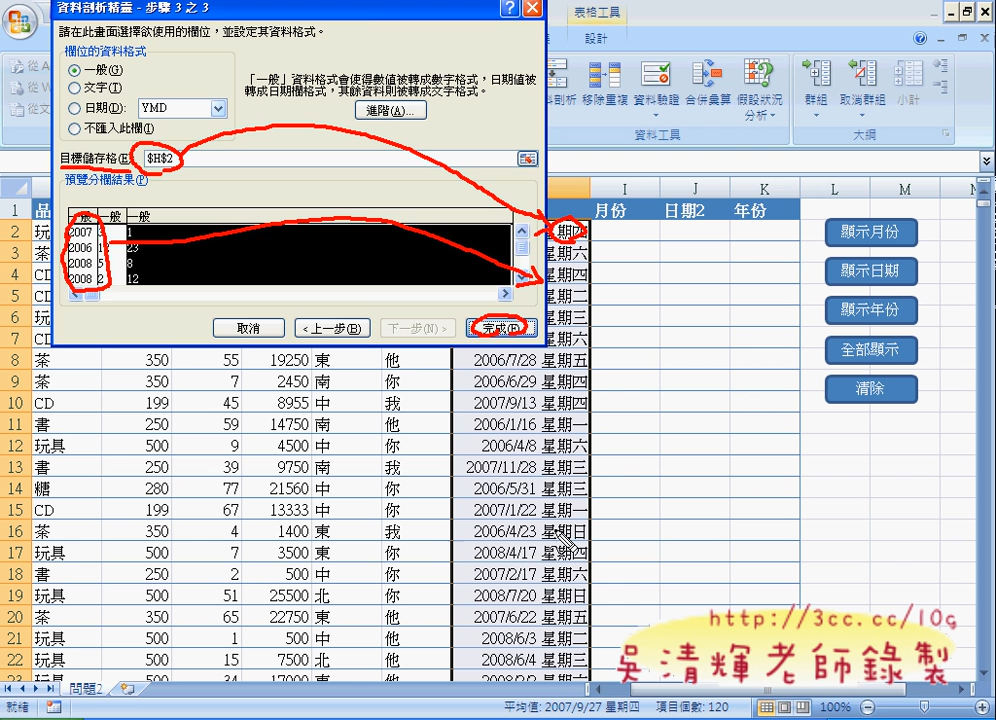 資料剖析精靈 - 步驟 3 之 3
請在此畫面選擇欲使用的欄位，並設定其資料格式。
欄位的資料格式
一般(G)
文字(T)
日期(D): YMD
不匯入此欄(I)
「一般」資料格式會使得數值被轉成數字格式，日期值被
轉成日期欄格式，其餘資料被轉成文字格式。
進階(A)...
目標儲存格(E) $H$2
預覽分欄結果(P)
一般 一般 一般
2007 3 1
2006 12 23
2008 5 8
2008 2 12
取消 <上一步(B) 下一步(N)> 完成(F)
表格工具
設計
移除重複 資料驗證 合併彙算 假設狀況
分析
資料工具
群組 取消群組 小計
大綱
I J K L M
1 品 月份 日期2 年份
2 玩 星期四
3 茶 星期六
4 CD 星期四
5 CD 星期二
6 玩 星期三
7 CD 星期六
8 茶 350 55 19250 東 他 2006/7/28 星期五
9 茶 350 7 2450 南 你 2006/6/29 星期四
10 CD 199 45 8955 中 我 2007/9/13 星期四
11 書 250 59 14750 南 他 2006/1/16 星期一
12 玩具 500 9 4500 中 你 2006/4/8 星期六
13 書 250 39 9750 南 我 2007/11/28 星期三
14 糖 280 77 21560 中 你 2006/5/31 星期三
15 CD 199 67 13333 中 你 2007/1/22 星期一
16 茶 350 4 1400 東 我 2006/4/23 星期日
17 玩具 500 7 3500 東 你 2008/4/17 星期四
18 書 250 2 500 中 你 2007/2/17 星期六
19 玩具 500 51 25500 北 你 2008/7/20 星期日
20 茶 350 65 22750 東 他 2007/6/22 星期五
21 玩具 500 1 500 中 他 2008/6/3 星期二
22 玩具 500 15 7500 北 他 2008/6/4 星期三
顯示月份
顯示日期
顯示年份
全部顯示
清除
http://3cc.cc/10g
吳清輝老師錄製
問題2
就緒 平均值: 2007/9/27 星期四 項目個數: 120 100%